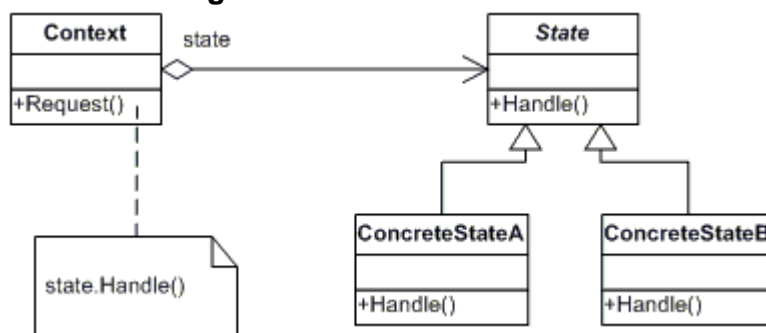 Context
state
State
+Request()
+Handle()
state.Handle()
ConcreteStateA
ConcreteStateB
+Handle()
+Handle()